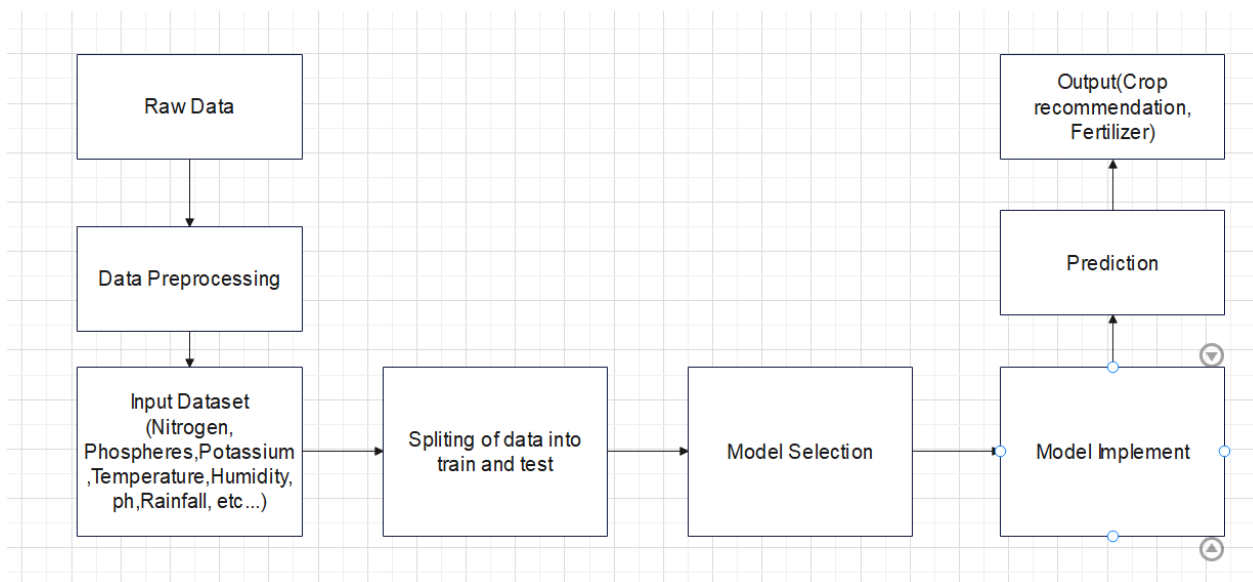 Raw Data
Data Preprocessing
Input Dataset
(Nitrogen,
Phospheres,Potassium
,Temperature,Humidity,
ph,Rainfall, etc...)
Spliting of data into
train and test
Model Selection
Model Implement
Prediction
Output(Crop
recommendation,
Fertilizer)